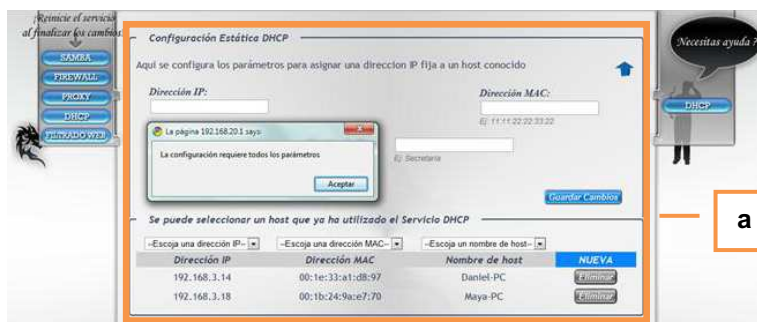 ¡Reinicie el servicio
al finalizar los cambios!
SAMBA
FIREWALL
PROXY
DHCP
FILTRADO WEB
Configuración Estática DHCP
Aquí se configura los parámetros para asignar una direccion IP fija a un host conocido
Dirección IP:
Dirección MAC:
Ej: 11:11:22:22:33:22
La página 192.168.20.1 says:
La configuración requiere todos los parámetros
Aceptar
Ej: Secretaria
Guardar Cambios
Se puede seleccionar un host que ya ha utilizado el Servicio DHCP
--Escoja una dirección IP--
--Escoja una dirección MAC--
--Escoja un nombre de host--
Dirección IP Dirección MAC Nombre de host NUEVA
192.168.3.14 00:1e:33:a1:d8:97 Daniel-PC Eliminar
192.168.3.18 00:1b:24:9a:e7:70 Maya-PC Eliminar
Necesitas ayuda ?
DHCP
a